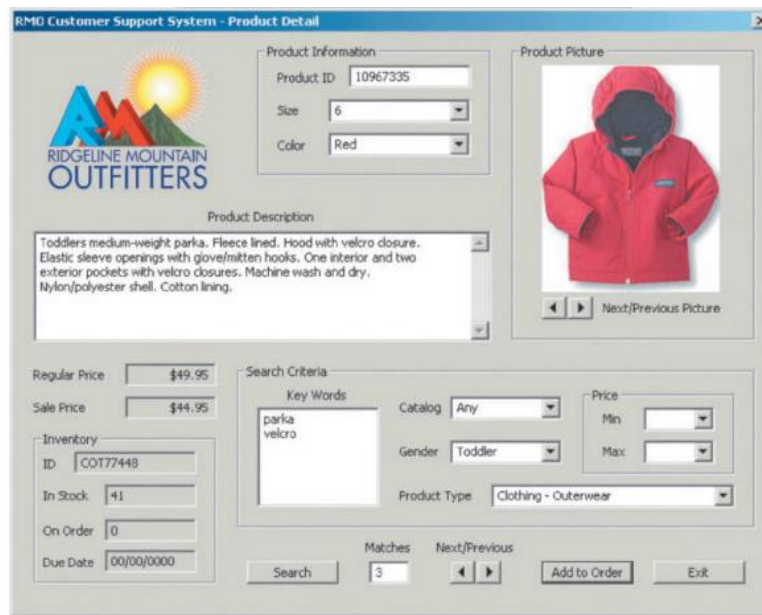 RMO Customer Support System - Product Detail
RIDGELINE MOUNTAIN
OUTFITTERS
Product Information
Product ID 10967335
Size 6
Color Red
Product Picture
Next/Previous Picture
Product Description
Toddlers medium-weight parka. Fleece lined. Hood with velcro closure.
Elastic sleeve openings with glove/mitten hooks. One interior and two
exterior pockets with velcro closures. Machine wash and dry.
Nylon/polyester shell. Cotton lining.
Regular Price $49.95
Sale Price $44.95
Inventory
ID COT77448
In Stock 41
On Order 0
Due Date 00/00/0000
Search Criteria
Key Words
parka
velcro
Catalog Any
Gender Toddler
Price
Min
Max
Product Type Clothing - Outerwear
Search
Matches
3
Next/Previous
Add to Order
Exit